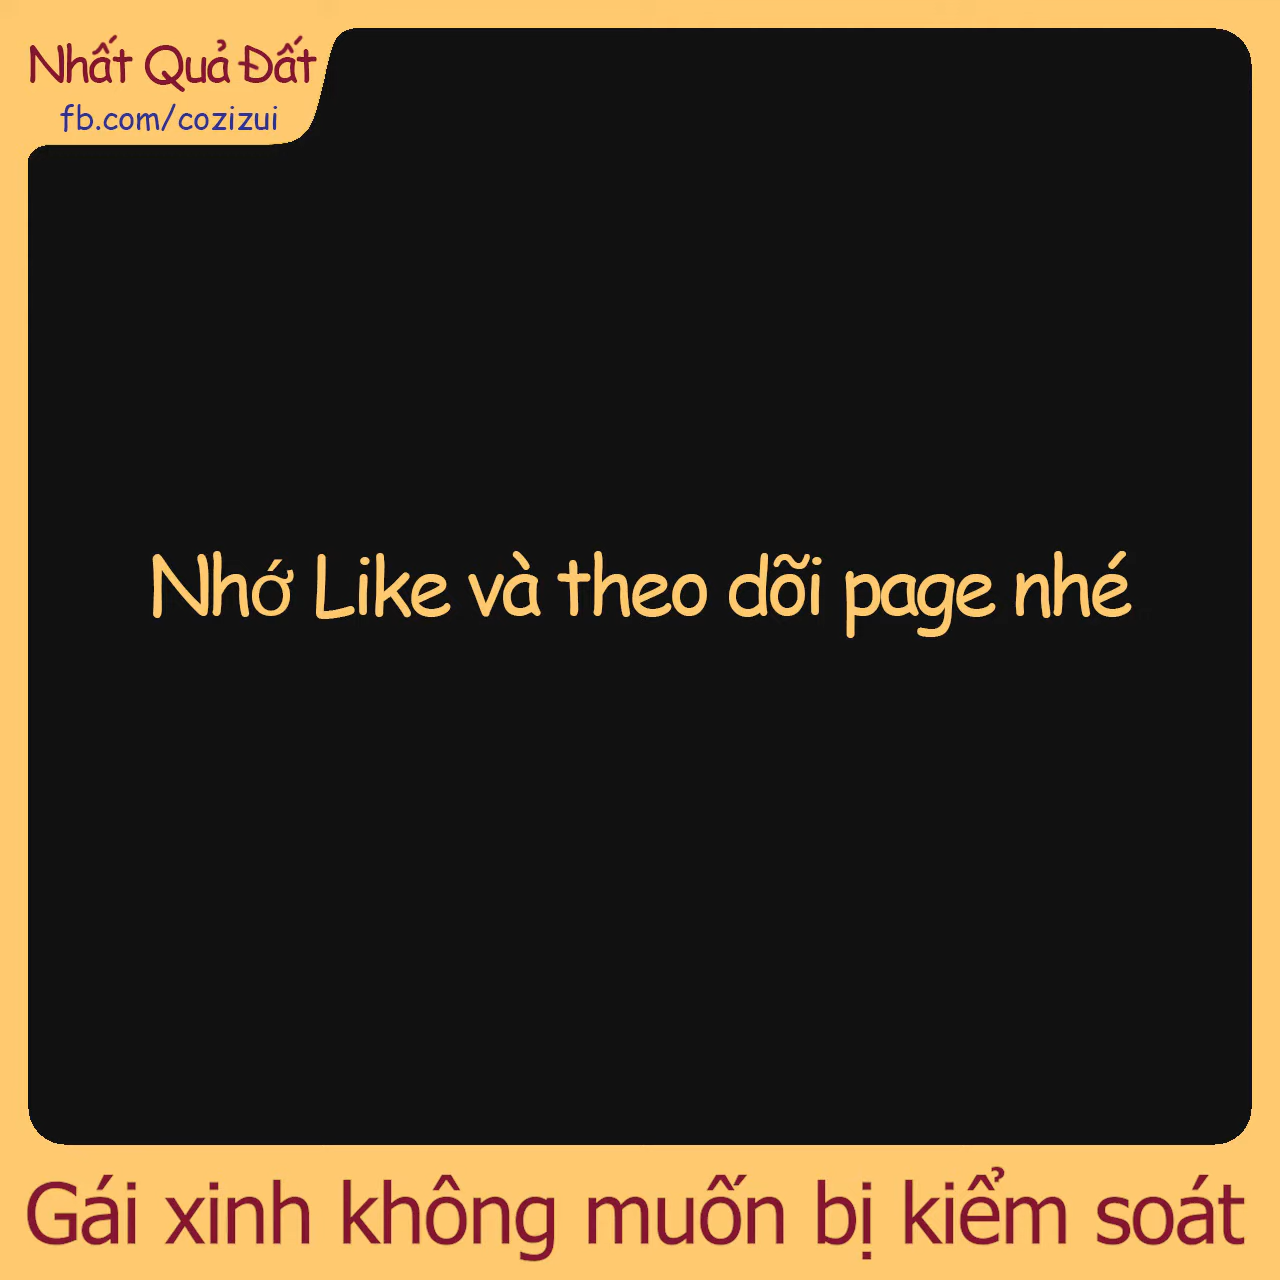 Nhất Quả Đất
fb.com/cozizui
Nhớ Like và theo dõi page nhé
Gái xinh không muốn bị kiểm soát